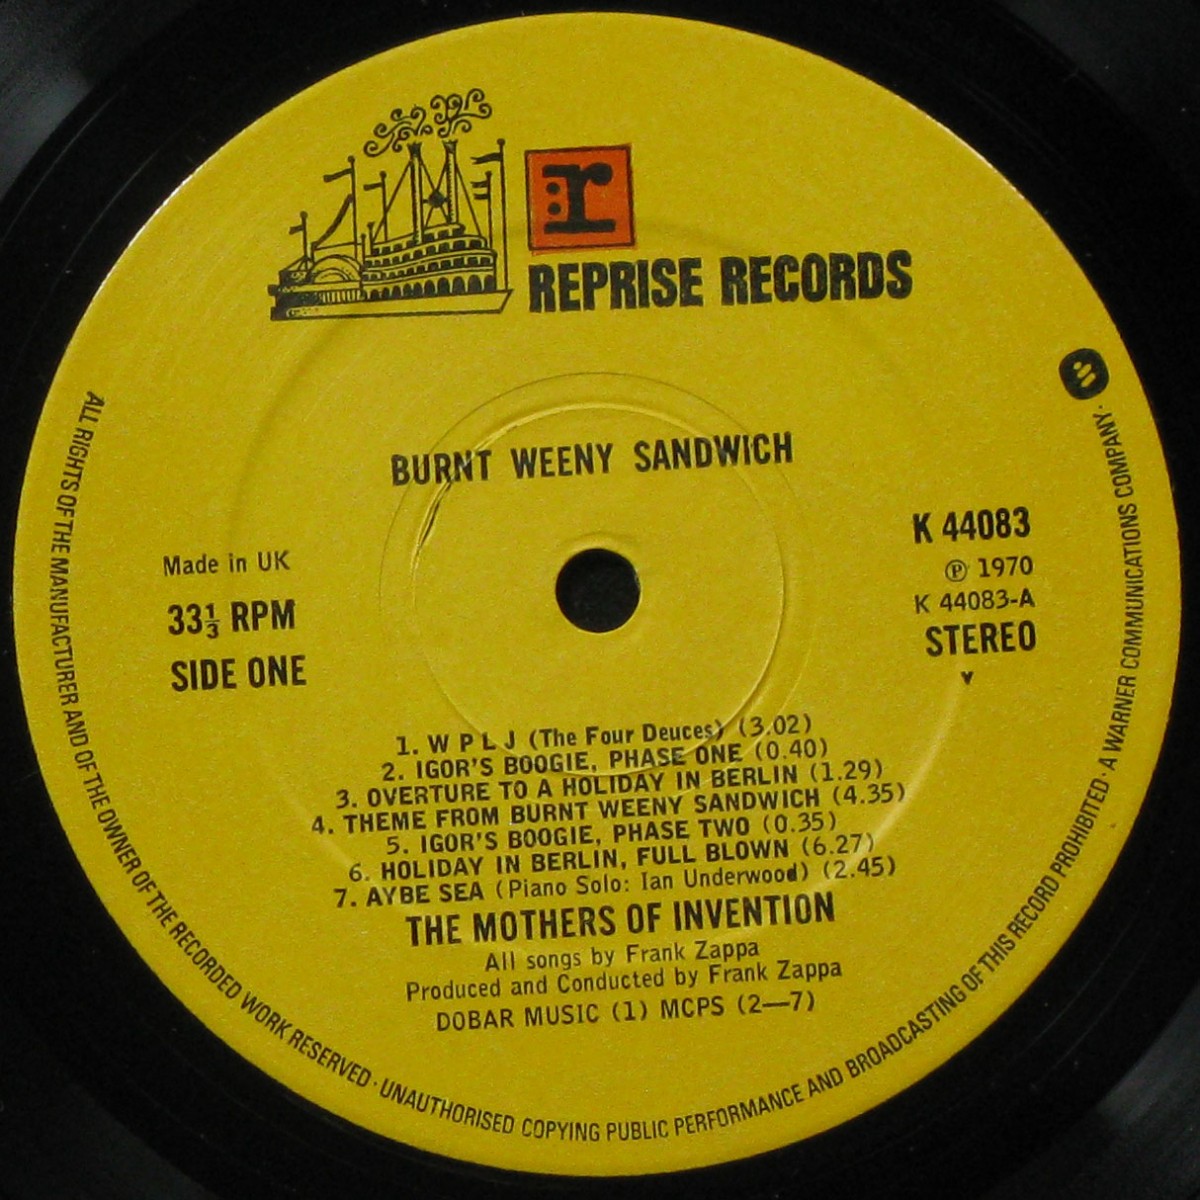 r
REPRISE RECORDS
BURNT WEENY SANDWICH
Made in UK
33⅓ RPM
SIDE ONE
K 44083
℗ 1970
K 44083-A
STEREO
1. W P L J (The Four Deuces) (3.02)
2. IGOR'S BOOGIE, PHASE ONE (0.40)
3. OVERTURE TO A HOLIDAY IN BERLIN (1.29)
4. THEME FROM BURNT WEENY SANDWICH (4.35)
5. IGOR'S BOOGIE, PHASE TWO (0.35)
6. HOLIDAY IN BERLIN, FULL BLOWN (6.27)
7. AYBE SEA (Piano Solo: Ian Underwood) (2.45)
THE MOTHERS OF INVENTION
All songs by Frank Zappa
Produced and Conducted by Frank Zappa
DOBAR MUSIC (1) MCPS (2—7)
ALL RIGHTS OF THE MANUFACTURER AND OF THE OWNER OF THE RECORDED WORK RESERVED · UNAUTHORISED COPYING PUBLIC PERFORMANCE AND BROADCASTING OF THIS RECORD PROHIBITED · A WARNER COMMUNICATIONS COMPANY ·